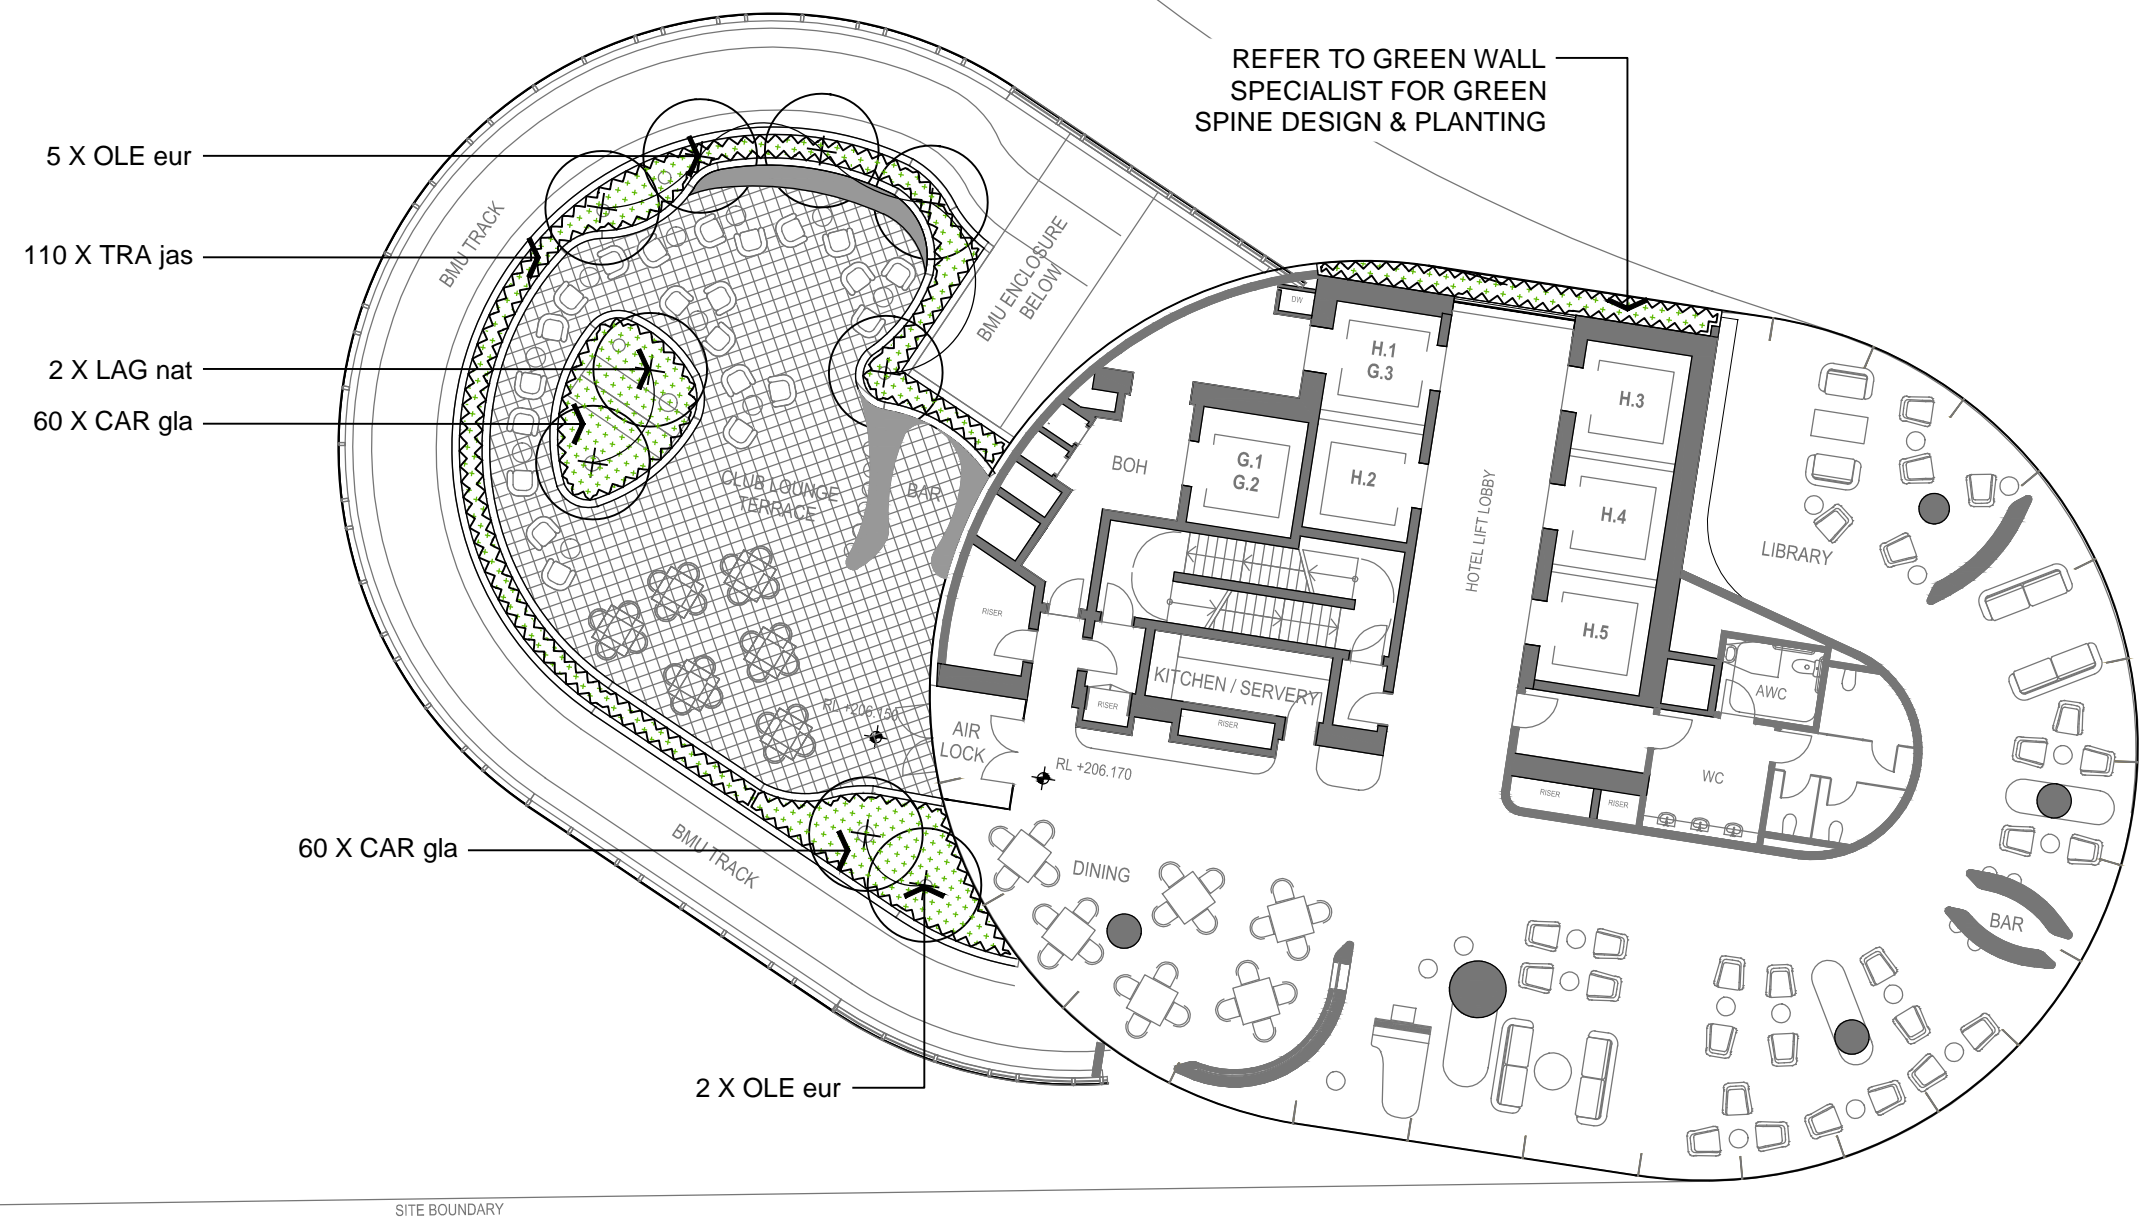 REFER TO GREEN WALL
SPECIALIST FOR GREEN
SPINE DESIGN & PLANTING
5 X OLE eur
110 X TRA jas
2 X LAG nat
60 X CAR gla
60 X CAR gla
2 X OLE eur
BMU TRACK
BMU ENCLOSURE
BELOW
CLUB LOUNGE
TERRACE
BAR
RL +206.150
BMU TRACK
DW
H.1
G.3
G.1
G.2
H.2
H.3
H.4
H.5
BOH
HOTEL LIFT LOBBY
LIBRARY
RISER
KITCHEN / SERVERY
RISER
RISER
AIR
LOCK
RL +206.170
AWC
WC
RISER
RISER
DINING
BAR
SITE BOUNDARY